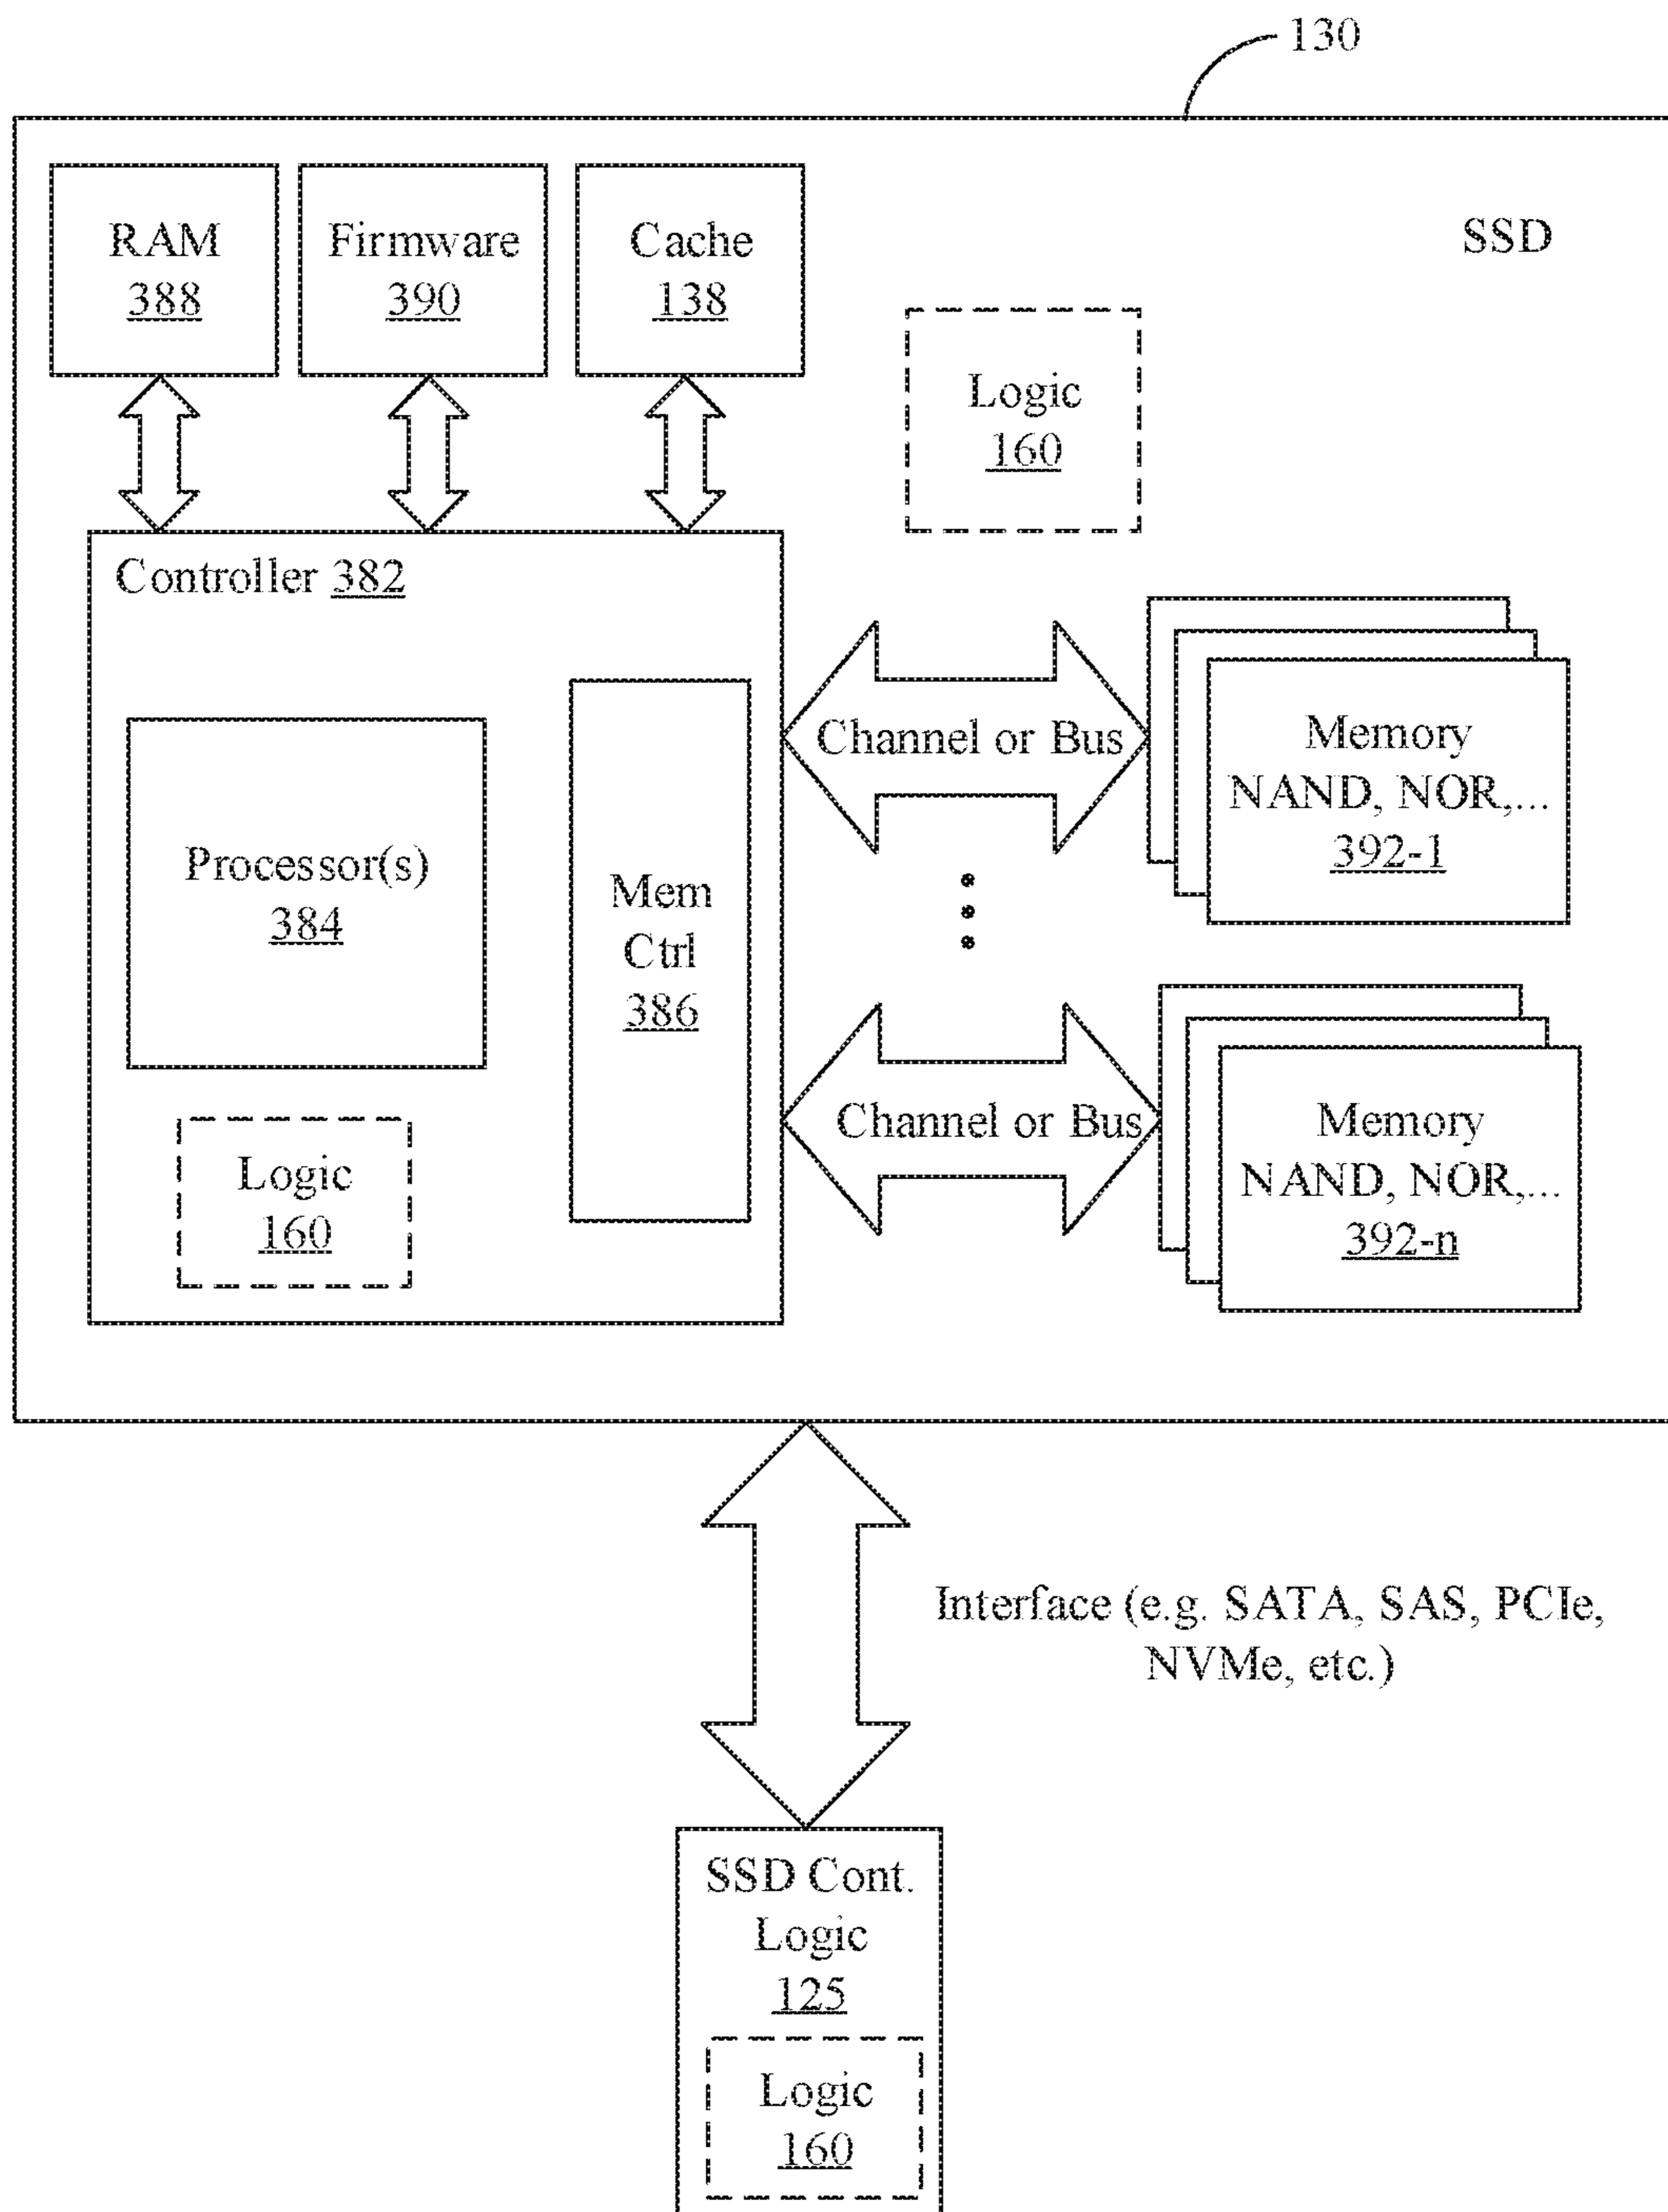 130
RAM
388
Firmware
390
Cache
138
SSD
Logic
160
Controller 382
Processor(s)
384
Mem
Ctrl
386
Logic
160
Channel or Bus
Memory
NAND, NOR,...
392-1
Channel or Bus
Memory
NAND, NOR,...
392-n
Interface (e.g. SATA, SAS, PCIe,
NVMe, etc.)
SSD Cont.
Logic
125
Logic
160